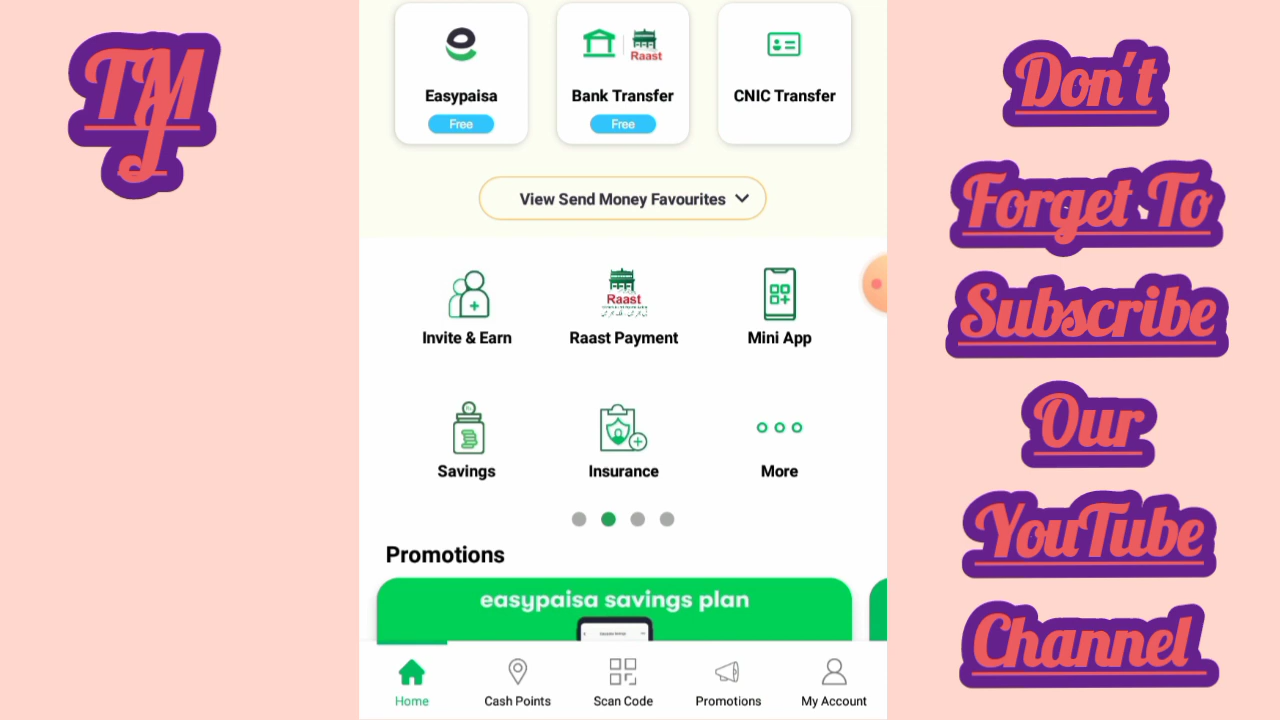 TMJ
Easypaisa
Free
Raast
Bank Transfer
Free
CNIC Transfer
View Send Money Favourites
Invite & Earn
Raast
Raast Payment
Mini App
Savings
Insurance
More
Promotions
easypaisa savings plan
Home
Cash Points
Scan Code
Promotions
My Account
Don't
Forget To
Subscribe
Our
YouTube
Channel